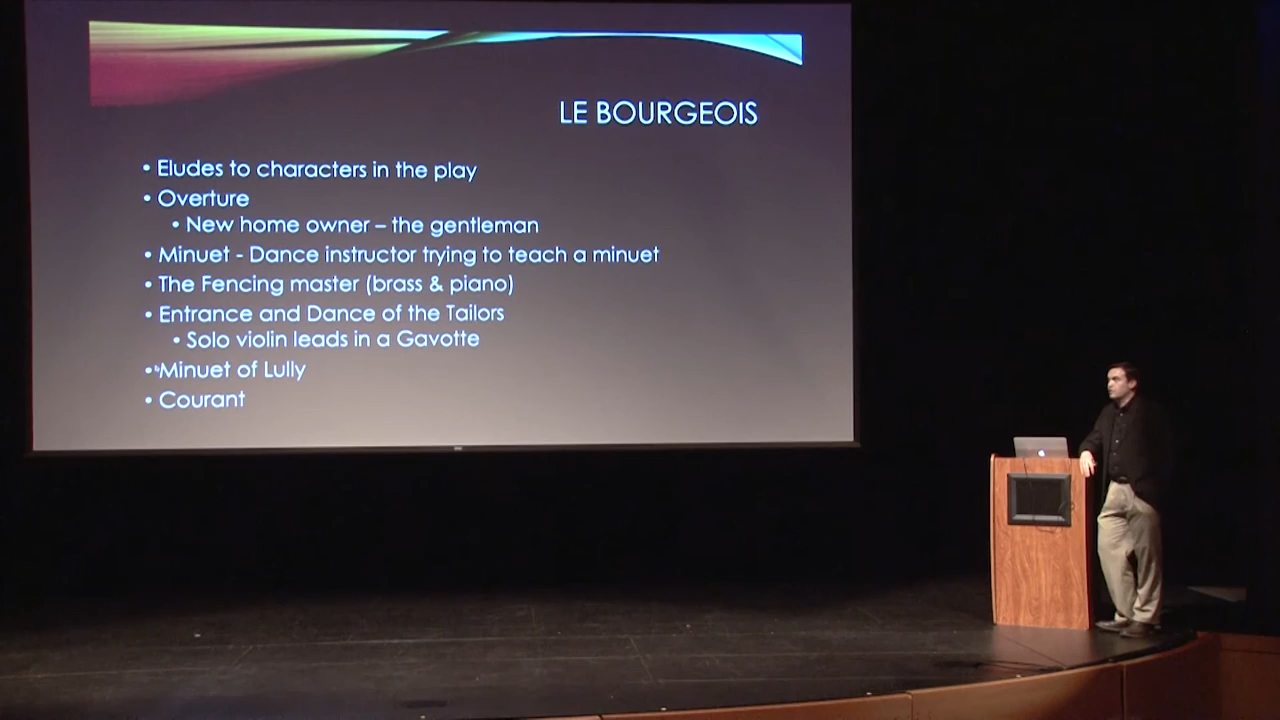 LE BOURGEOIS
• Eludes to characters in the play
• Overture
• New home owner – the gentleman
• Minuet - Dance instructor trying to teach a minuet
• The Fencing master (brass & piano)
• Entrance and Dance of the Tailors
• Solo violin leads in a Gavotte
• Minuet of Lully
• Courant